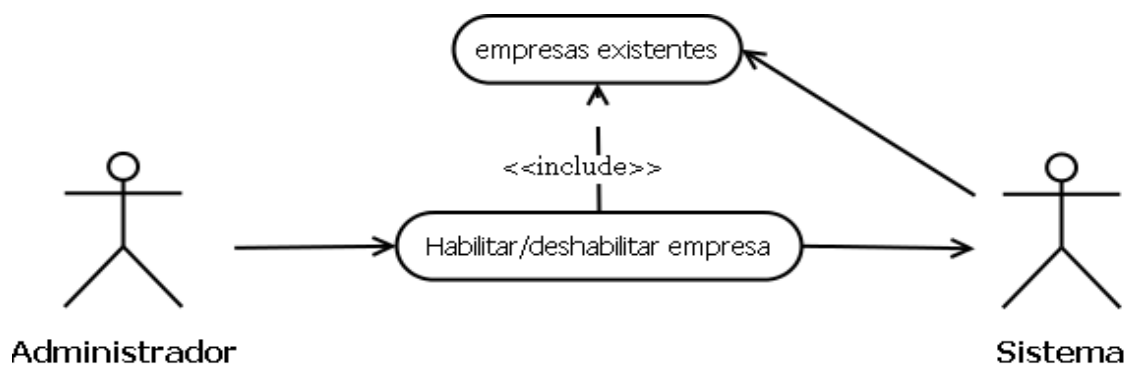 empresas existentes
<<include>>
Habilitar/deshabilitar empresa
Administrador
Sistema